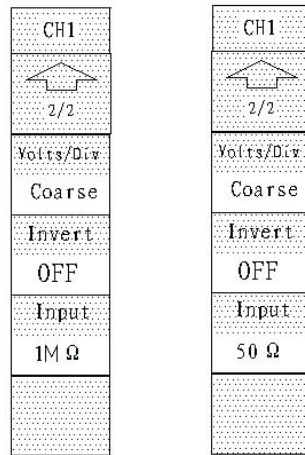 CH1
2/2
Volts/Div
Coarse
Invert
OFF
Input
1M Ω
CH1
2/2
Volts/Div
Coarse
Invert
OFF
Input
50 Ω